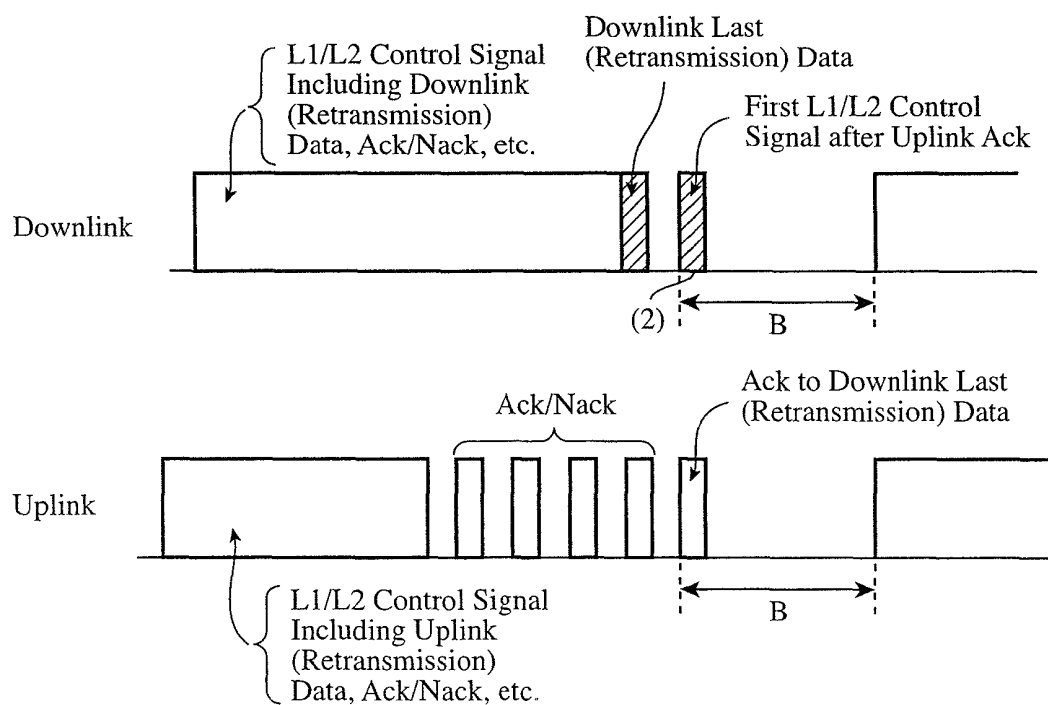 Downlink Last
(Retransmission) Data
L1/L2 Control Signal
Including Downlink
(Retransmission)
Data, Ack/Nack, etc.
First L1/L2 Control
Signal after Uplink Ack
Downlink
(2)
B
Ack to Downlink Last
(Retransmission) Data
Ack/Nack
Uplink
B
L1/L2 Control Signal
Including Uplink
(Retransmission)
Data, Ack/Nack, etc.